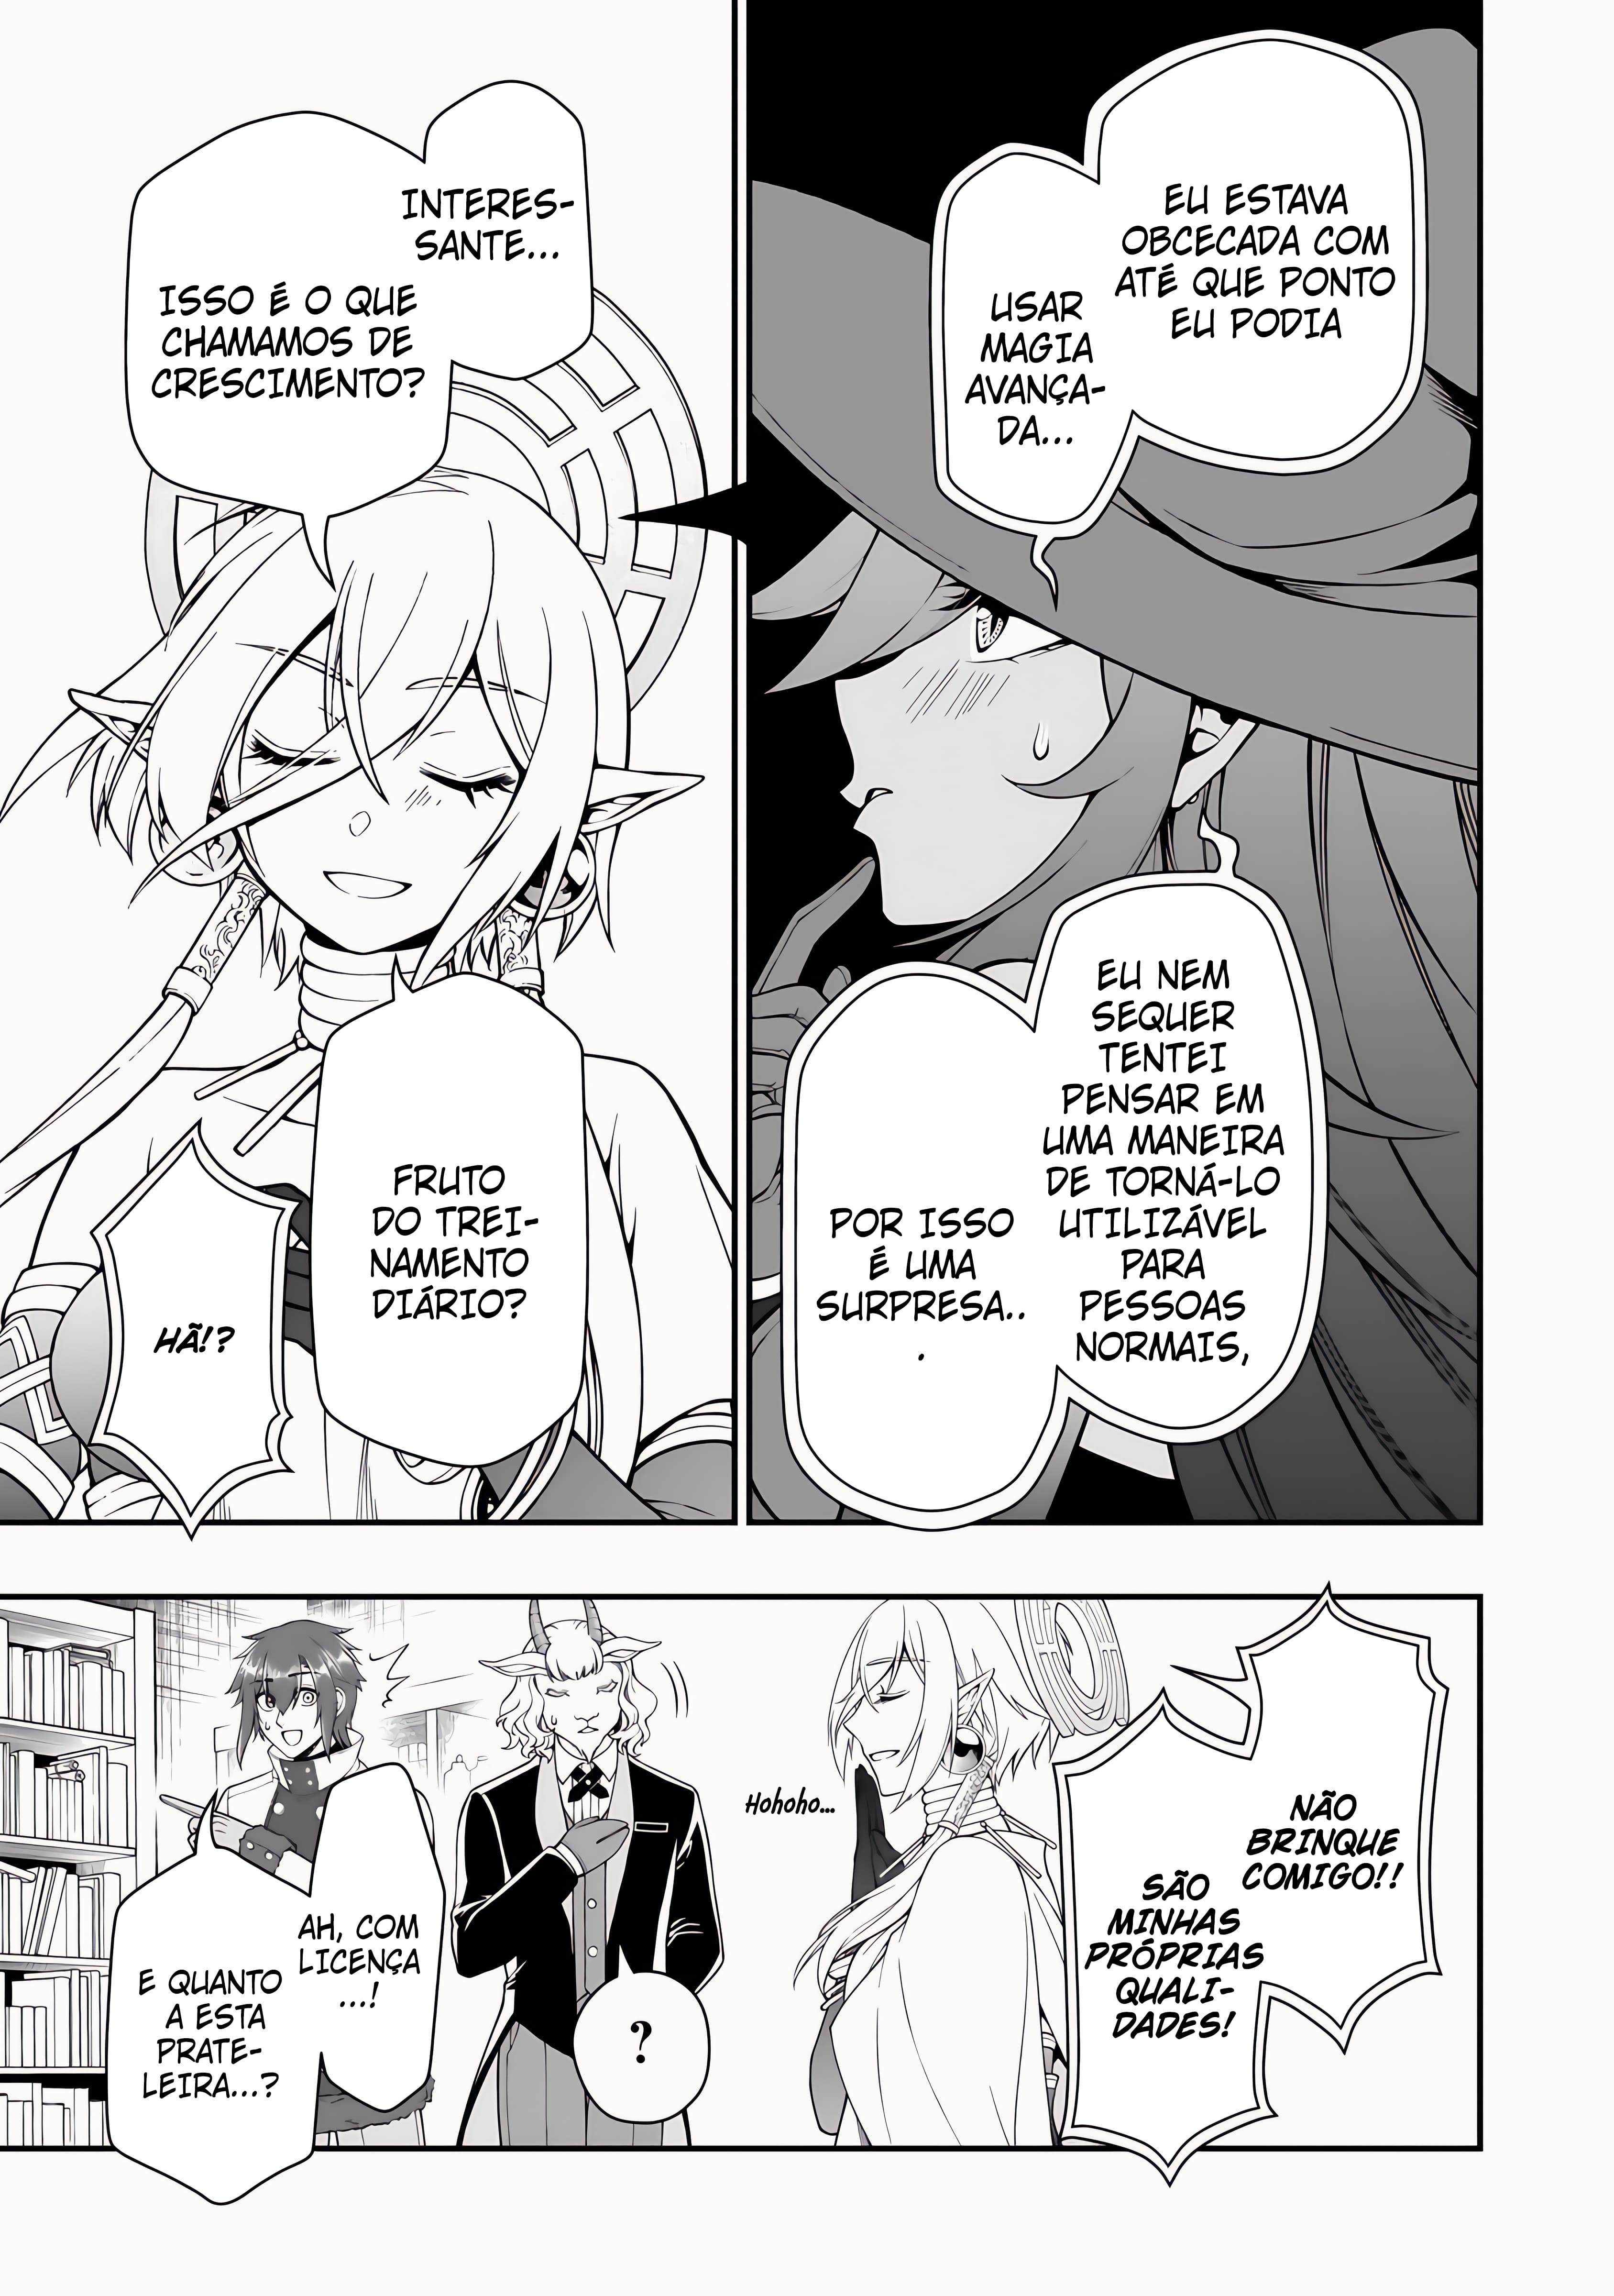 EU ESTAVA
OBCECADA COM
ATÉ QUE PONTO
EU PODIA
USAR
MAGIA
AVANÇA-
DA...
EU NEM
SEQUER
TENTEI
PENSAR EM
UMA MANEIRA
DE TORNÁ-LO
UTILIZÁVEL
PARA
PESSOAS
NORMAIS,
POR ISSO
É UMA
SURPRESA..
.
INTERES-
SANTE...
ISSO É O QUE
CHAMAMOS DE
CRESCIMENTO?
FRUTO
DO TREI-
NAMENTO
DIÁRIO?
HÃ!?
NÃO
BRINQUE
COMIGO!!
SÃO
MINHAS
PRÓPRIAS
QUALI-
DADES!
Hohoho...
?
AH, COM
LICENÇA
...!
E QUANTO
A ESTA
PRATE-
LEIRA...?